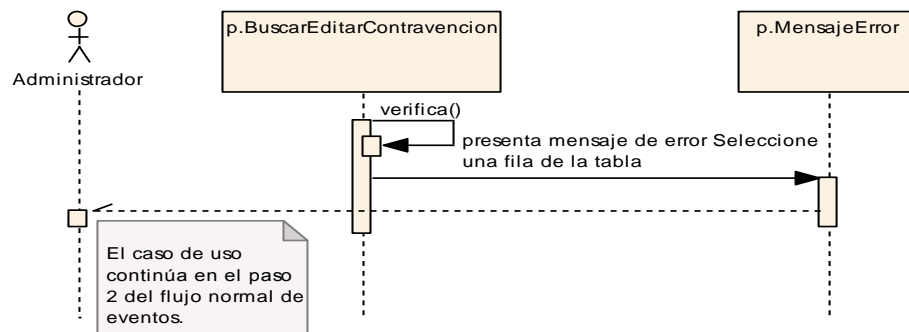 p.BuscarEditarContravencion
p.MensajeError
Administrador
verifica()
presenta mensaje de error Seleccione
una fila de la tabla
El caso de uso
continúa en el paso
2 del flujo normal de
eventos.